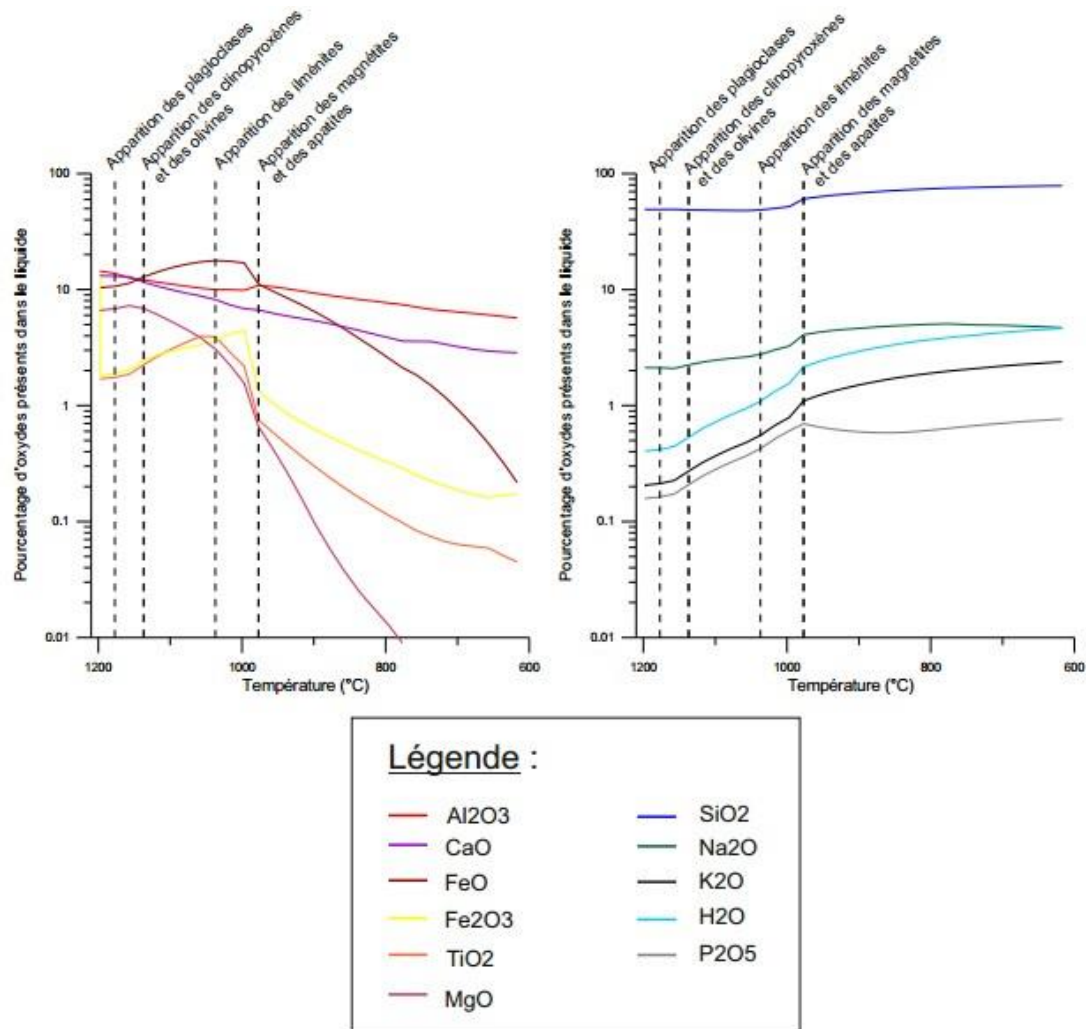 Apparition des plagioclases
Apparition des clinopyroxènes
et des olivines
Apparition des ilménites
Apparition des magnétites
et des apatites
Pourcentage d'oxydes présents dans le liquide
100
10
1
0.1
0.01
1200
1000
800
600
Température (°C)
Apparition des plagioclases
Apparition des clinopyroxènes
et des olivines
Apparition des ilménites
Apparition des magnétites
et des apatites
Pourcentage d'oxydes présents dans le liquide
100
10
1
0.1
0.01
1200
1000
800
600
Température (°C)
Légende :
Al2O3
CaO
FeO
Fe2O3
TiO2
MgO
SiO2
Na2O
K2O
H2O
P2O5